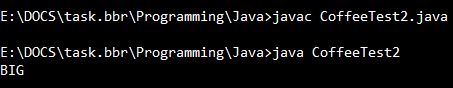 E:\DOCS\task.bbr\Programming\Java>javac CoffeeTest2.java
E:\DOCS\task.bbr\Programming\Java>java CoffeeTest2
BIG